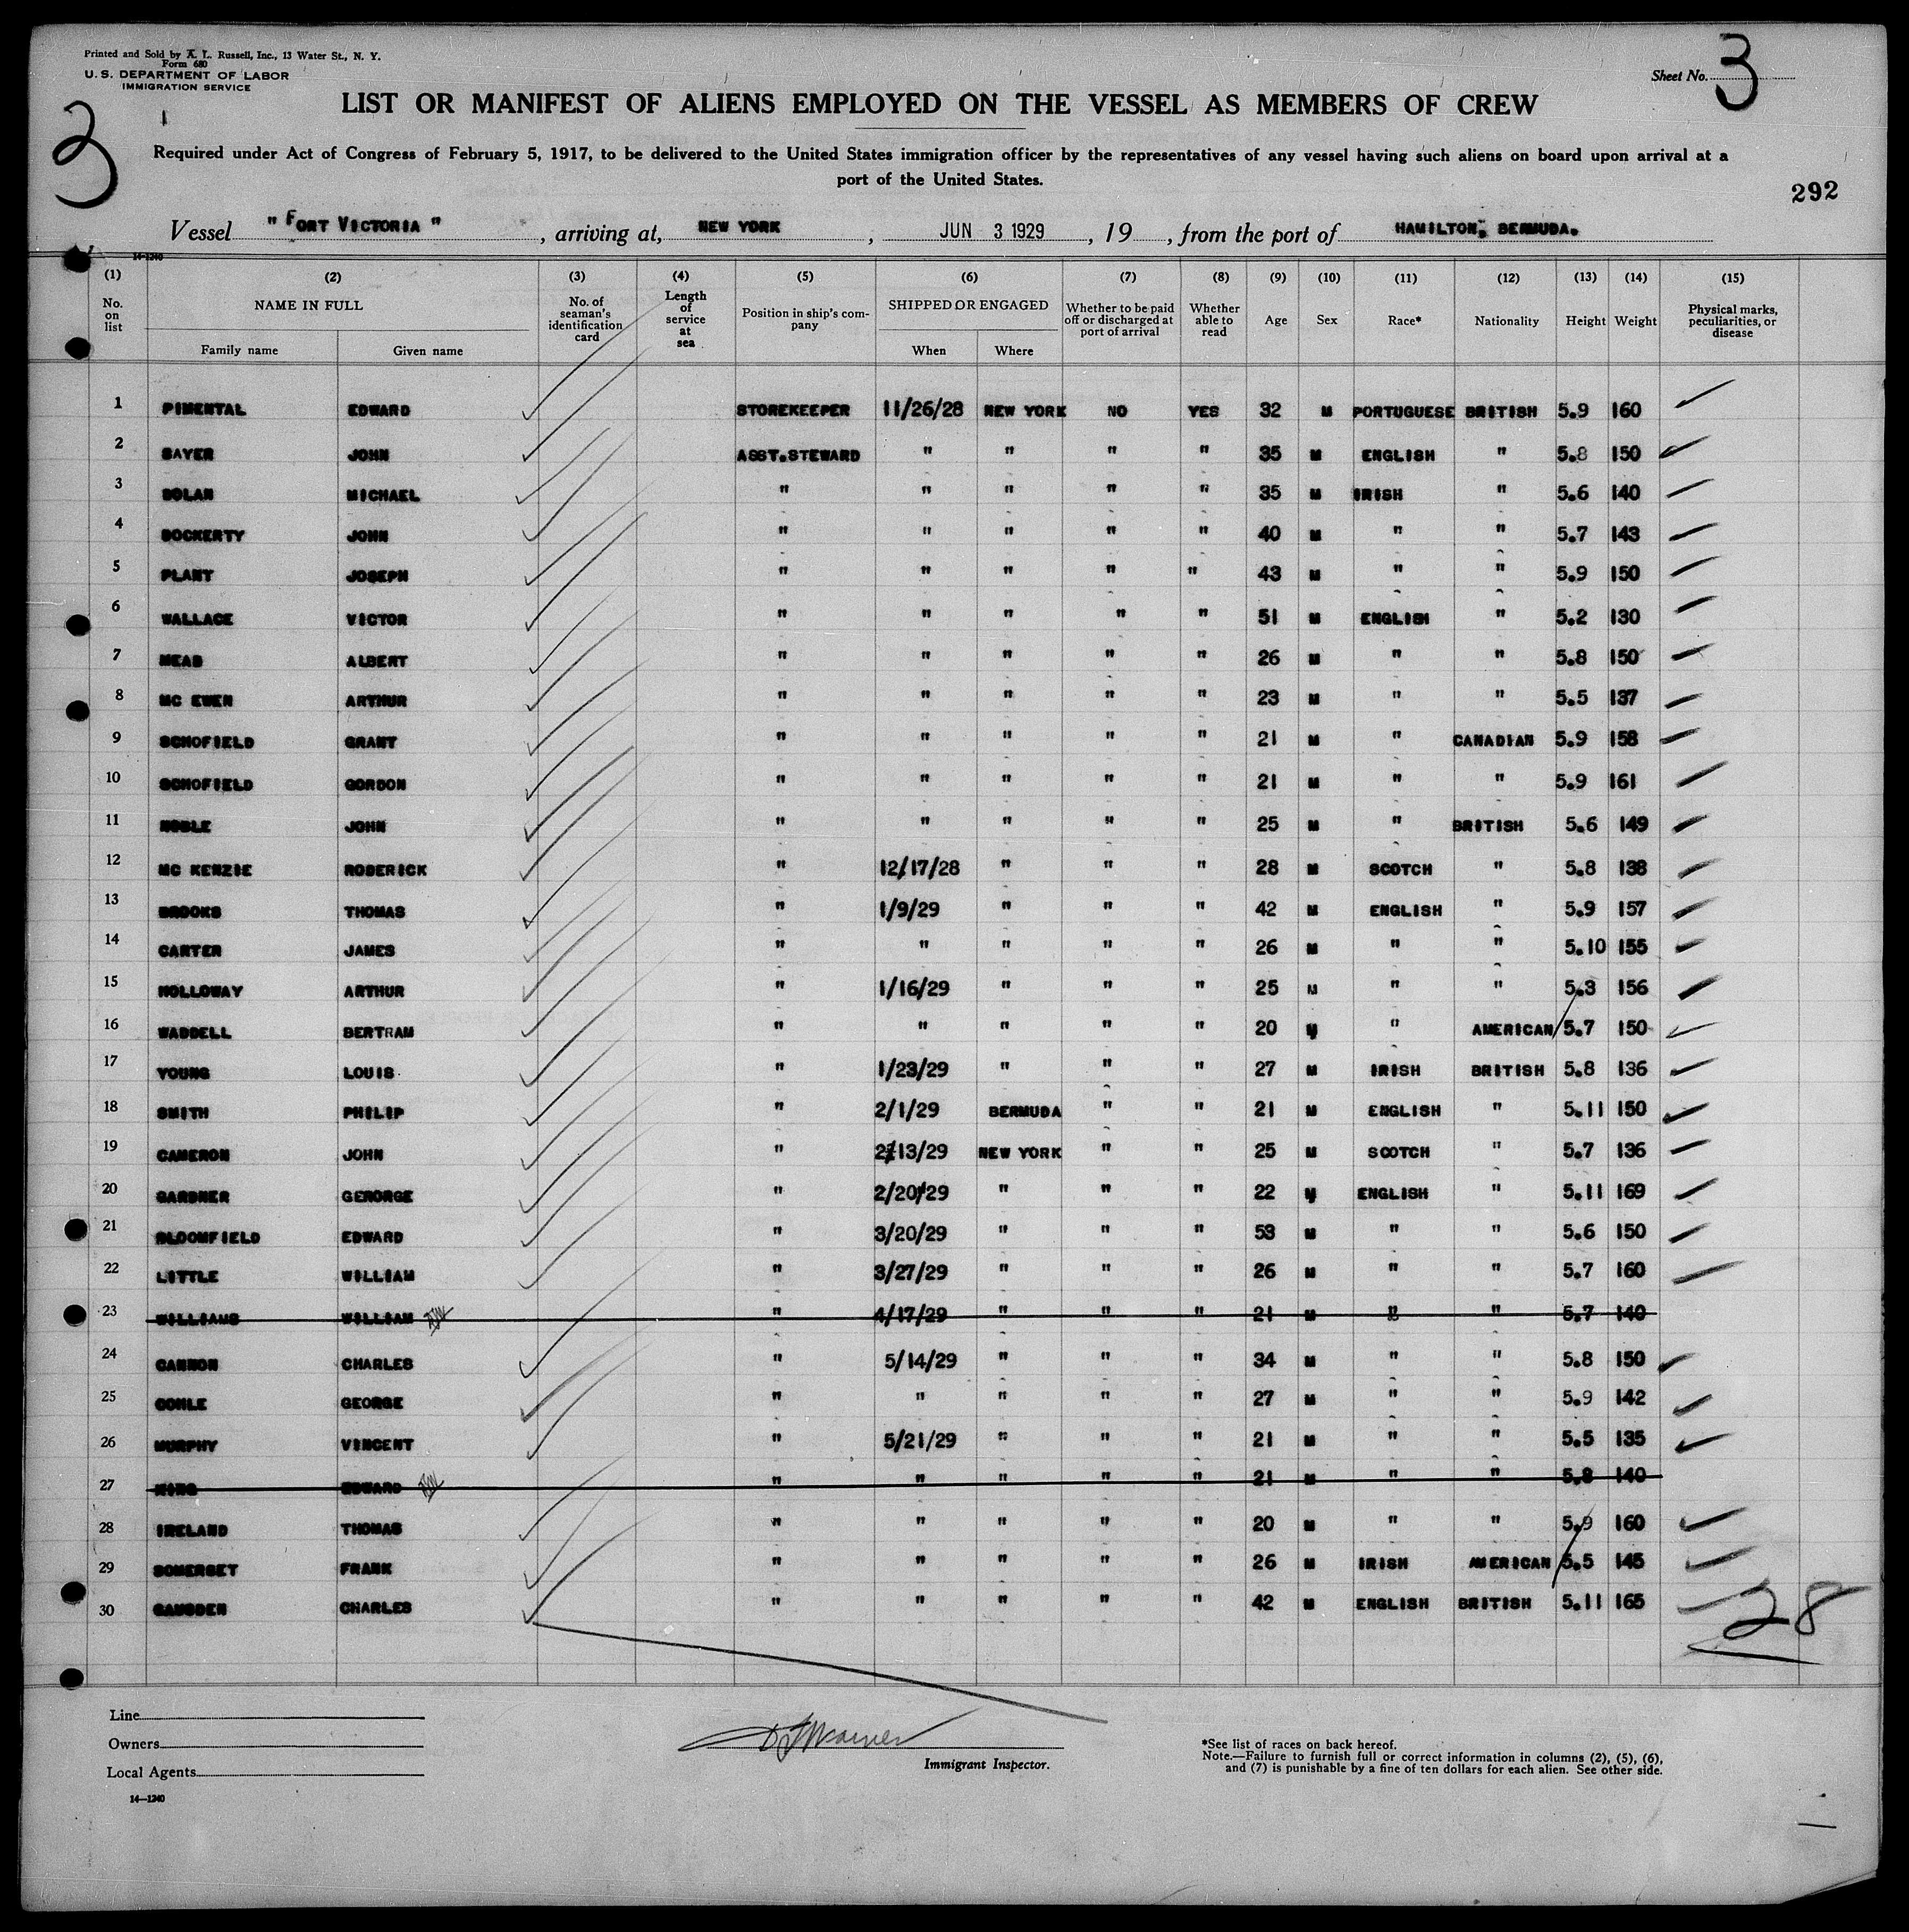 Printed and Sold by A. L. Russell, Inc., 13 Water St., N. Y.
Form 680
U. S. DEPARTMENT OF LABOR
IMMIGRATION SERVICE
Sheet No. 3
3
LIST OR MANIFEST OF ALIENS EMPLOYED ON THE VESSEL AS MEMBERS OF CREW
Required under Act of Congress of February 5, 1917, to be delivered to the United States immigration officer by the representatives of any vessel having such aliens on board upon arrival at a
port of the United States.
292
Vessel " FORT VICTORIA ", arriving at, NEW YORK, JUN 3 1929, 19, from the port of HAMILTON, BERMUDA.
14-1240
(1) (2) (3) (4) (5) (6) (7) (8) (9) (10) (11) (12) (13) (14) (15)
No. on list NAME IN FULL Family name Given name No. of seaman's identification card Length of service at sea Position in ship's company SHIPPED OR ENGAGED When Where Whether to be paid off or discharged at port of arrival Whether able to read Age Sex Race* Nationality Height Weight Physical marks, peculiarities, or disease
1 PIMENTAL EDWARD STOREKEEPER 11/26/28 NEW YORK NO YES 32 M PORTUGUESE BRITISH 5.9 160
2 SAYER JOHN ASST.STEWARD " " " " 35 M ENGLISH " 5.8 150
3 DOLAN MICHAEL " " " " " 35 M IRISH " 5.6 140
4 DOCKERTY JOHN " " " " " 40 M " " 5.7 143
5 PLANT JOSEPH " " " " " 43 M " " 5.9 150
6 WALLACE VICTOR " " " " " 51 M ENGLISH " 5.2 130
7 MEAD ALBERT " " " " " 26 M " " 5.8 150
8 MC EWEN ARTHUR " " " " " 23 M " " 5.5 137
9 SCHOFIELD GRANT " " " " " 21 M " CANADIAN 5.9 158
10 SCHOFIELD GORDON " " " " " 21 M " " 5.9 161
11 NOBLE JOHN " " " " " 25 M " BRITISH 5.6 149
12 MC KENZIE RODERICK " 12/17/28 " " " 28 M SCOTCH " 5.8 138
13 BROOKS THOMAS " 1/9/29 " " " 42 M ENGLISH " 5.9 157
14 CARTER JAMES " " " " " 26 M " " 5.10 155
15 HOLLOWAY ARTHUR " 1/16/29 " " " 25 M " " 5.3 156
16 WADDELL BERTRAM " " " " " 20 M " AMERICAN 5.7 150
17 YOUNG LOUIS " 1/23/29 " " " 27 M IRISH BRITISH 5.8 136
18 SMITH PHILIP " 2/1/29 BERMUDA " " 21 M ENGLISH " 5.11 150
19 CAMERON JOHN " 2/13/29 NEW YORK " " 25 M SCOTCH " 5.7 136
20 GARDNER GERORGE " 2/20/29 " " " 22 M ENGLISH " 5.11 169
21 BLOOMFIELD EDWARD " 3/20/29 " " " 53 M " " 5.6 150
22 LITTLE WILLIAM " 3/27/29 " " " 26 M " " 5.7 160
23 WILLIAMS WILLIAM " 4/17/29 " " " 21 M " " 5.7 140
24 CANNON CHARLES " 5/14/29 " " " 34 M " " 5.8 150
25 GOHLE GEORGE " " " " " 27 M " " 5.9 142
26 MURPHY VINCENT " 5/21/29 " " " 21 M " " 5.5 135
27 KING EDWARD " " " " " 21 M " " 5.8 140
28 IRELAND THOMAS " " " " " 20 M " " 5.9 160
29 SOMERSET FRANK " " " " " 26 M IRISH AMERICAN 5.5 145
30 CHARLES " " " " " 42 M ENGLISH BRITISH 5.11 165
28
Line
Owners
Local Agents
14—1240
Immigrant Inspector.
*See list of races on back hereof.
Note.—Failure to furnish full or correct information in columns (2), (5), (6),
and (7) is punishable by a fine of ten dollars for each alien. See other side.